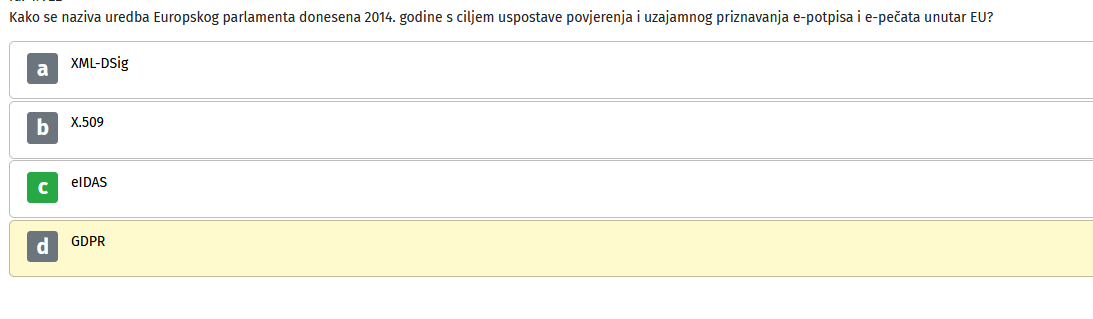 Kako se naziva uredba Europskog parlamenta donesena 2014. godine s ciljem uspostave povjerenja i uzajamnog priznavanja e-potpisa i e-pečata unutar EU?
a XML-DSig
b X.509
c eIDAS
d GDPR